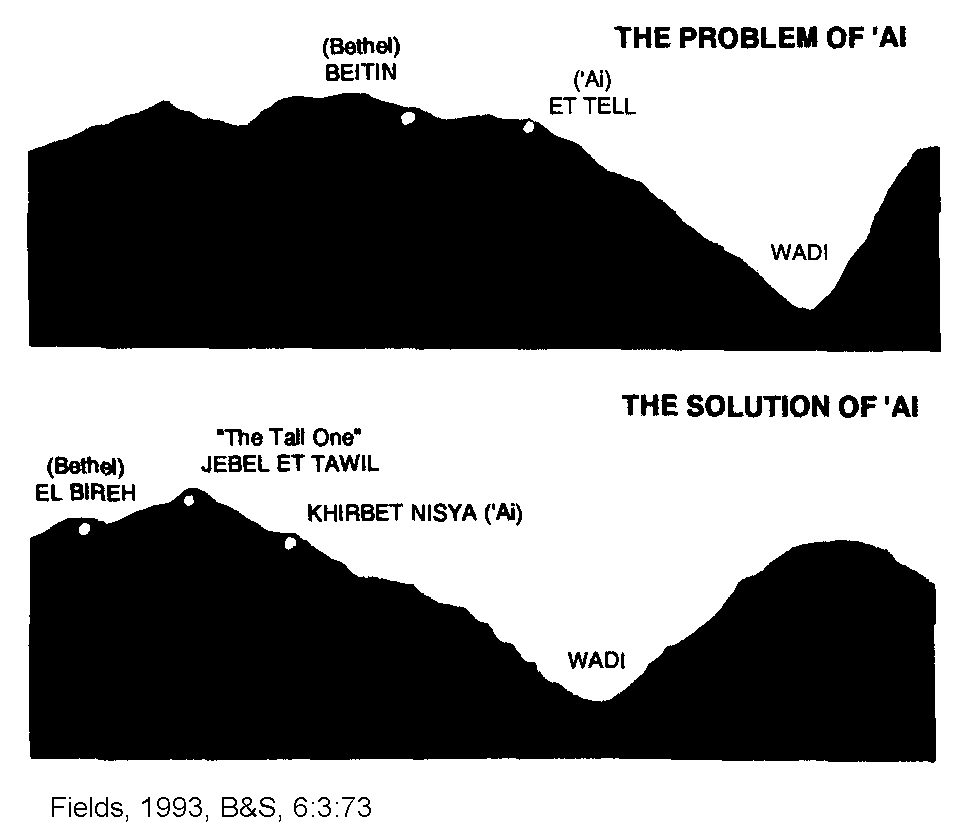 THE PROBLEM OF 'AI
(Bethel)
BEITIN
('Ai)
ET TELL
WADI
THE SOLUTION OF 'AI
"The Tall One"
JEBEL ET TAWIL
(Bethel)
EL BIREH
KHIRBET NISYA ('Ai)
WADI
Fields, 1993, B&S, 6:3:73